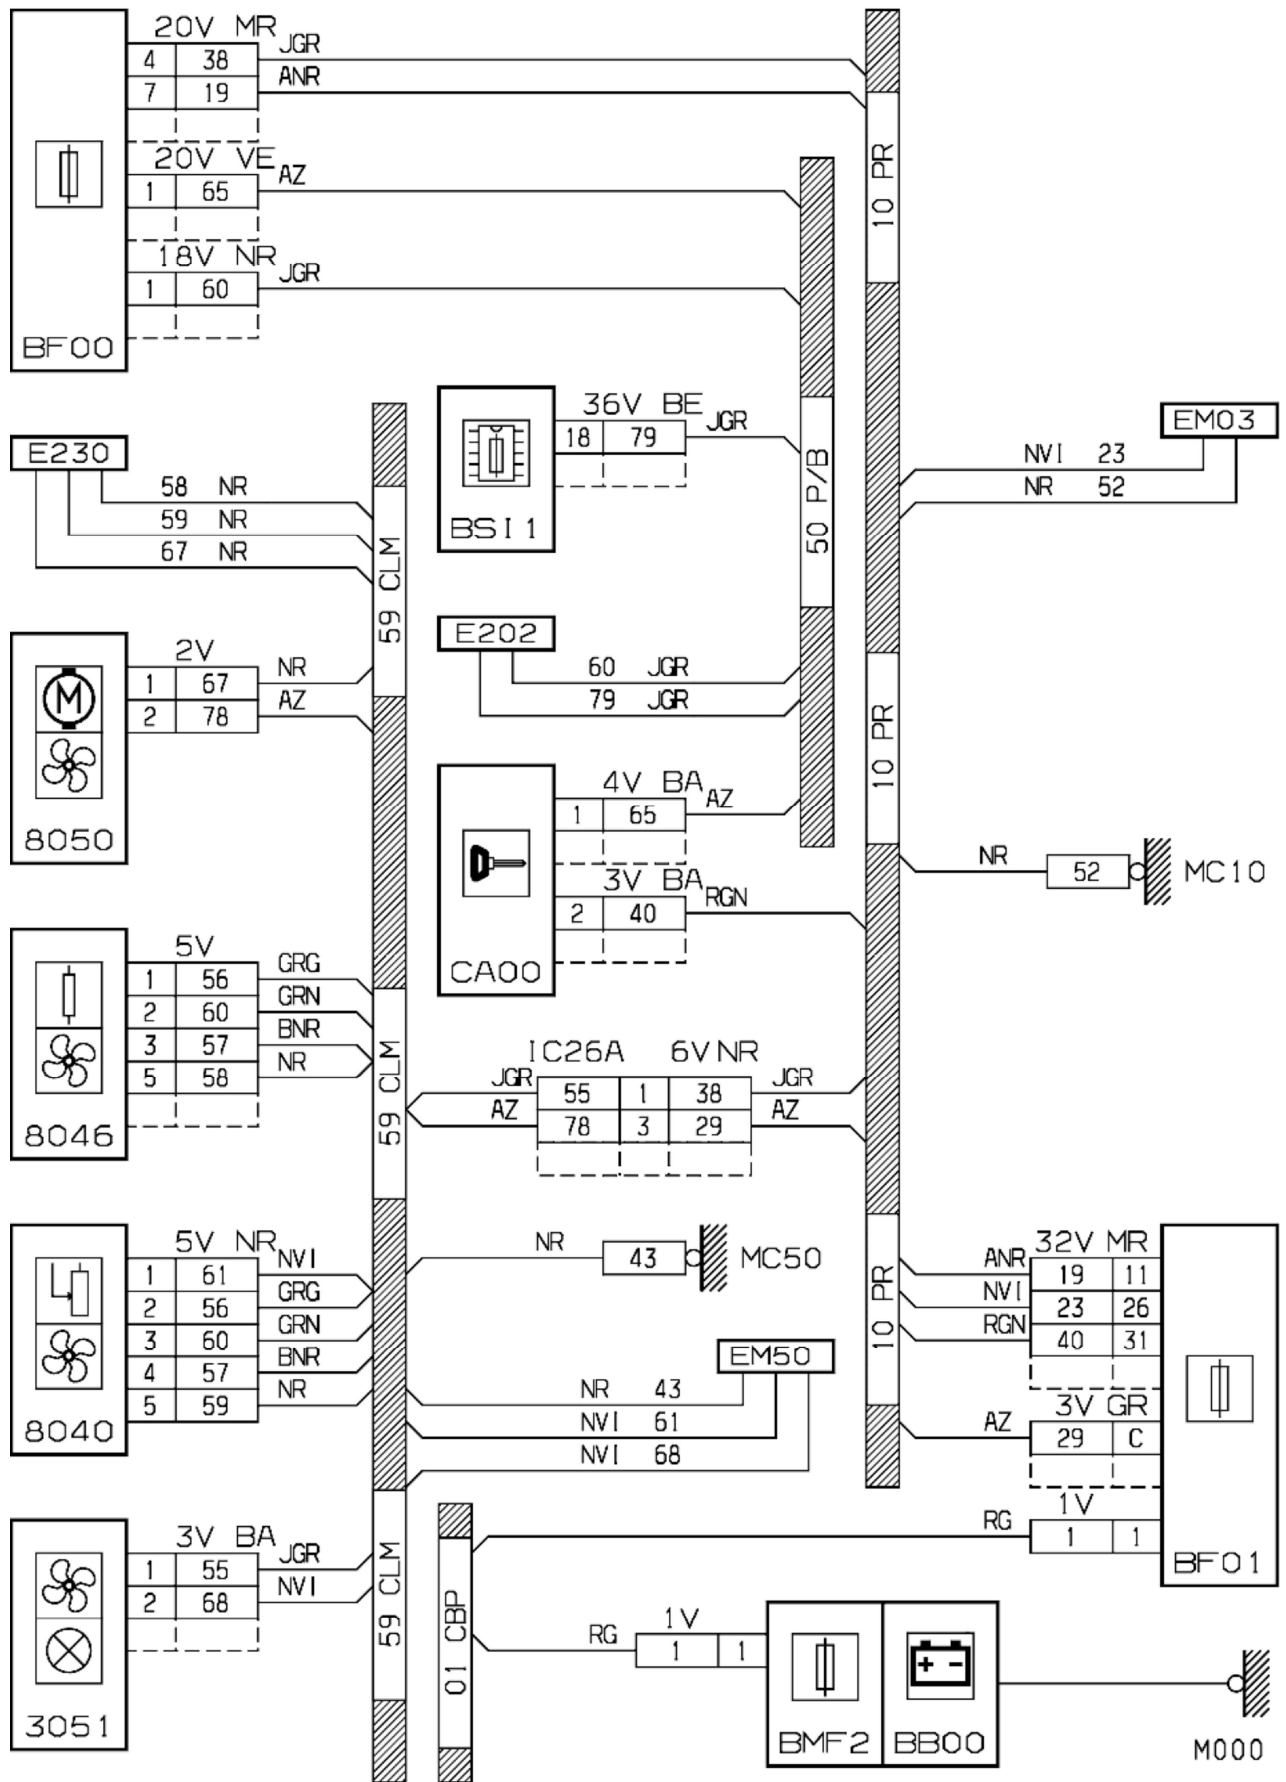 20V MR
4 38 JGR
7 19 ANR
20V VE
1 65 AZ
18V NR
1 60 JGR
BF00
10 PR
50 P/B
36V BE
18 79 JGR
BSI1
EM03
NVI 23
NR 52
E230
58 NR
59 NR
67 NR
59 CLM
E202
60 JGR
79 JGR
2V
1 67 NR
2 78 AZ
8050
10 PR
4V BA
1 65 AZ
3V BA
2 40 RGN
CA00
NR 52 MC10
5V
1 56 GRG
2 60 GRN
3 57 BNR
5 58 NR
8046
59 CLM
IC26A 6VNR
JGR 55 1 38 JGR
AZ 78 3 29 AZ
5V NR
1 61 NVI
2 56 GRG
3 60 GRN
4 57 BNR
5 59 NR
8040
NR 43 MC50
EM50
NR 43
NVI 61
NVI 68
10 PR
32V MR
ANR 19 11
NVI 23 26
RGN 40 31
3V GR
AZ 29 C
1V
RG 1 1
BF01
3V BA
1 55 JGR
2 68 NVI
3051
59 CLM
01 CBP
1V
RG 1 1
BMF2 BB00
+ -
M000
M